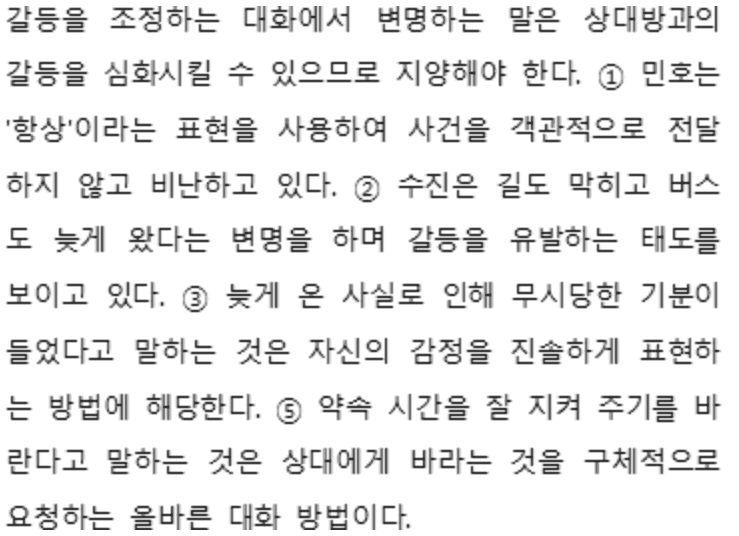 갈등을 조정하는 대화에서 변명하는 말은 상대방과의
갈등을 심화시킬 수 있으므로 지양해야 한다. ① 민호는
'항상'이라는 표현을 사용하여 사건을 객관적으로 전달
하지 않고 비난하고 있다. ② 수진은 길도 막히고 버스
도 늦게 왔다는 변명을 하며 갈등을 유발하는 태도를
보이고 있다. ③ 늦게 온 사실로 인해 무시당한 기분이
들었다고 말하는 것은 자신의 감정을 진솔하게 표현하
는 방법에 해당한다. ⑤ 약속 시간을 잘 지켜 주기를 바
란다고 말하는 것은 상대에게 바라는 것을 구체적으로
요청하는 올바른 대화 방법이다.